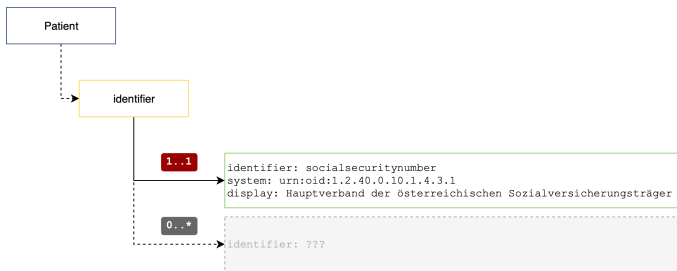 Patient
identifier
1..1
identifier: socialsecuritynumber
system: urn:oid:1.2.40.0.10.1.4.3.1
display: Hauptverband der österreichischen Sozialversicherungsträger
0..*
identifier: ???